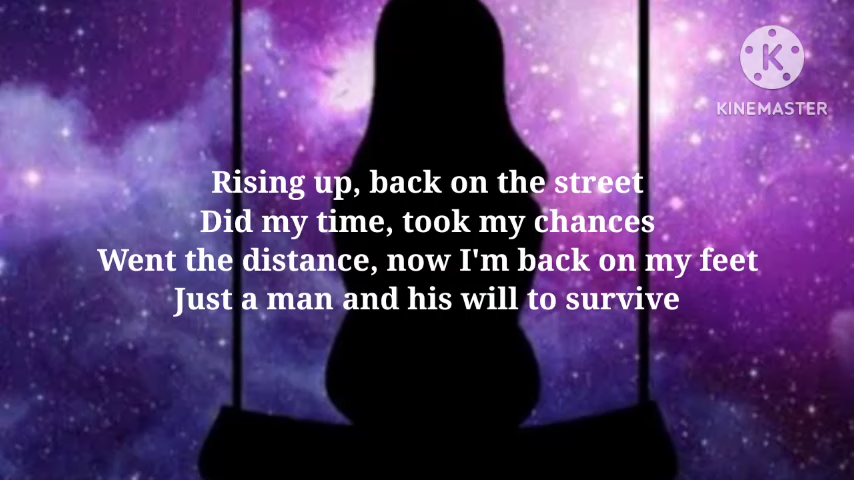 KINEMASTER
Rising up, back on the street
Did my time, took my chances
Went the distance, now I'm back on my feet
Just a man and his will to survive